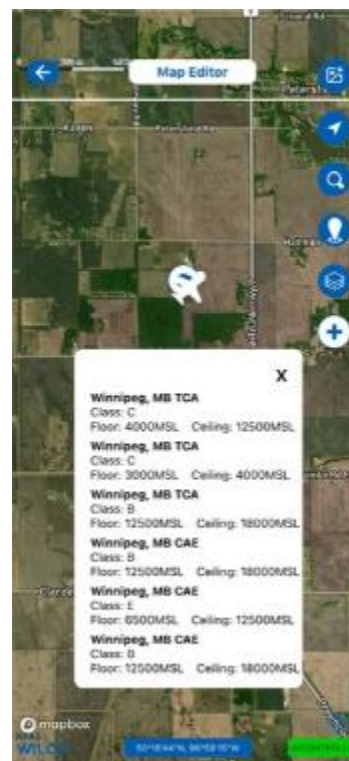 Map Editor
X
Winnipeg, MB TCA
Class: C
Floor: 4000MSL Ceiling: 12500MSL
Winnipeg, MB TCA
Class: C
Floor: 3000MSL Ceiling: 4000MSL
Winnipeg, MB TCA
Class: B
Floor: 12500MSL Ceiling: 18000MSL
Winnipeg, MB CAE
Class: B
Floor: 12500MSL Ceiling: 18000MSL
Winnipeg, MB CAE
Class: E
Floor: 6500MSL Ceiling: 12500MSL
Winnipeg, MB CAE
Class: B
Floor: 12500MSL Ceiling: 18000MSL
mapbox
WILCO